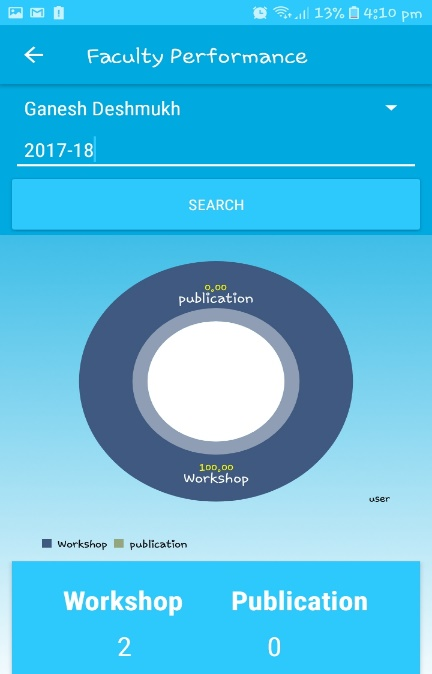 13% 4:10 pm
Faculty Performance
Ganesh Deshmukh
2017-18
SEARCH
0.00
publication
100.00
Workshop
user
Workshop publication
Workshop Publication
2 0